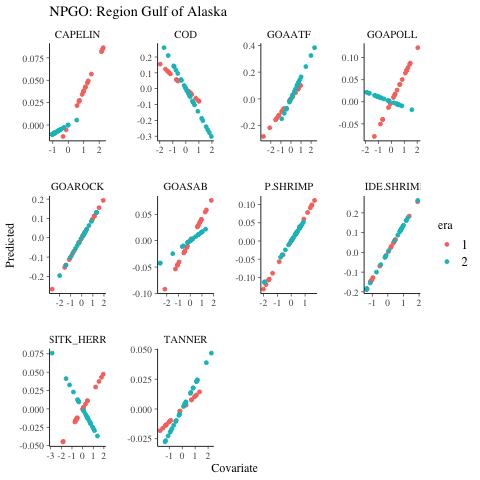 NPGO: Region Gulf of Alaska
CAPELIN COD GOAATF GOAPOLL
0.075 0.050 0.025 0.000
0.2 0.1 0.0 -0.1 -0.2 -0.3
0.4 0.2 0.0 -0.2
0.10 0.05 0.00 -0.05
-1 0 1 2
-2 -1 0 1 2
-2 -1 0 1 2
-2 -1 0 1 2
GOAROCK GOASAB P.SHRIMP IDE.SHRIM
0.2 0.1 0.0 -0.1 -0.2
0.05 0.00 -0.05 -0.10
0.10 0.05 0.00 -0.05 -0.10
0.2 0.1 0.0 -0.1 -0.2
-2 -1 0 1 2
-2 -1 0 1 2
-2 -1 0 1 2
-1 0 1 2
SITK_HERR TANNER
0.075 0.050 0.025 0.000 -0.025 -0.050
0.050 0.025 0.000 -0.025
-3 -2 -1 0 1 2
-2 -1 0 1 2
Predicted
Covariate
era
1
2